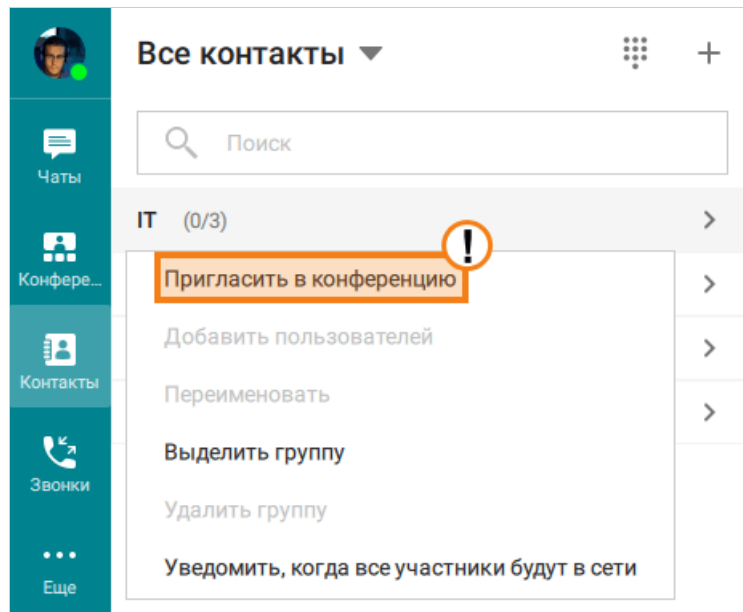 Все контакты
Поиск
Чаты
IT (0/3)
!
Конфере...
Пригласить в конференцию
Добавить пользователей
Контакты
Переименовать
Выделить группу
Звонки
Удалить группу
Уведомить, когда все участники будут в сети
Еще